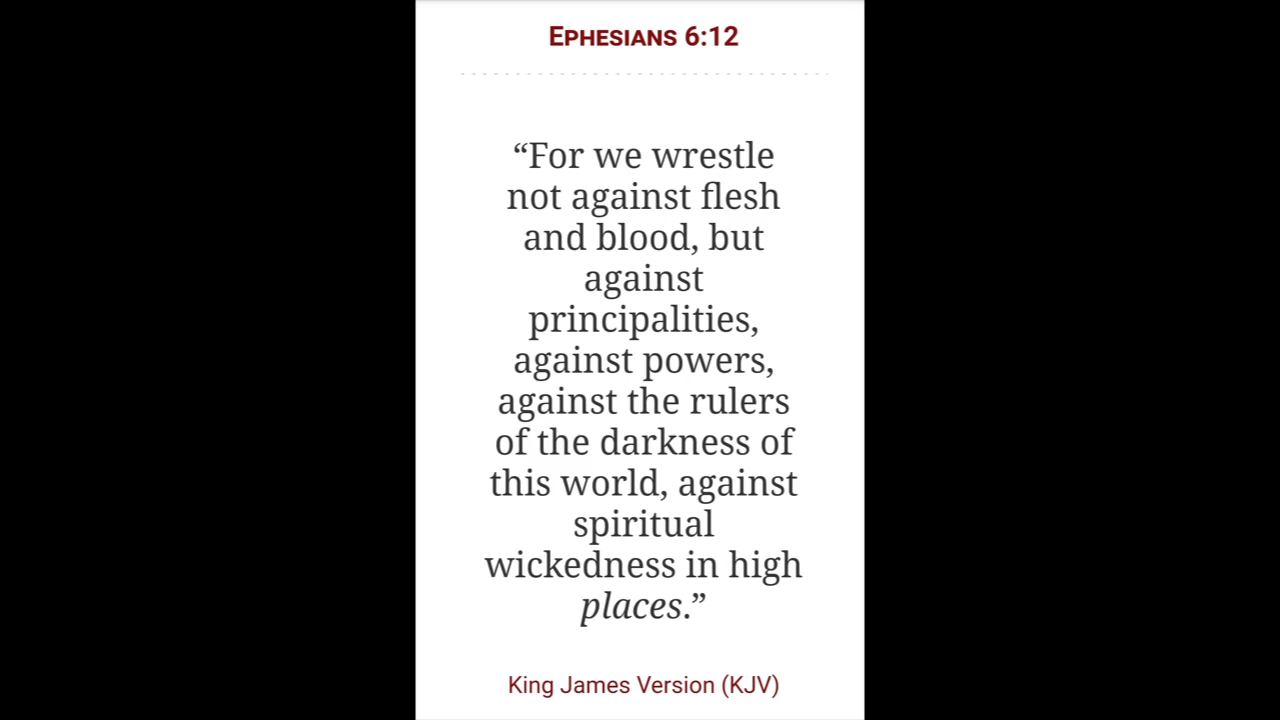 EPHESIANS 6:12
“For we wrestle
not against flesh
and blood, but
against
principalities,
against powers,
against the rulers
of the darkness of
this world, against
spiritual
wickedness in high
places.”
King James Version (KJV)